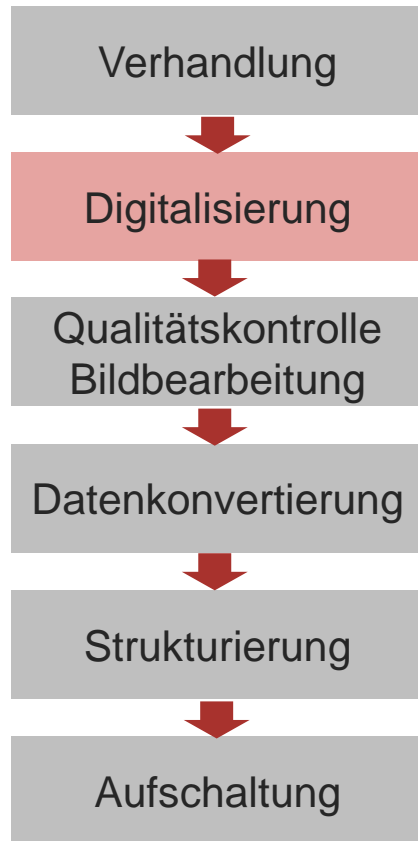 Verhandlung
Digitalisierung
Qualitätskontrolle
Bildbearbeitung
Datenkonvertierung
Strukturierung
Aufschaltung